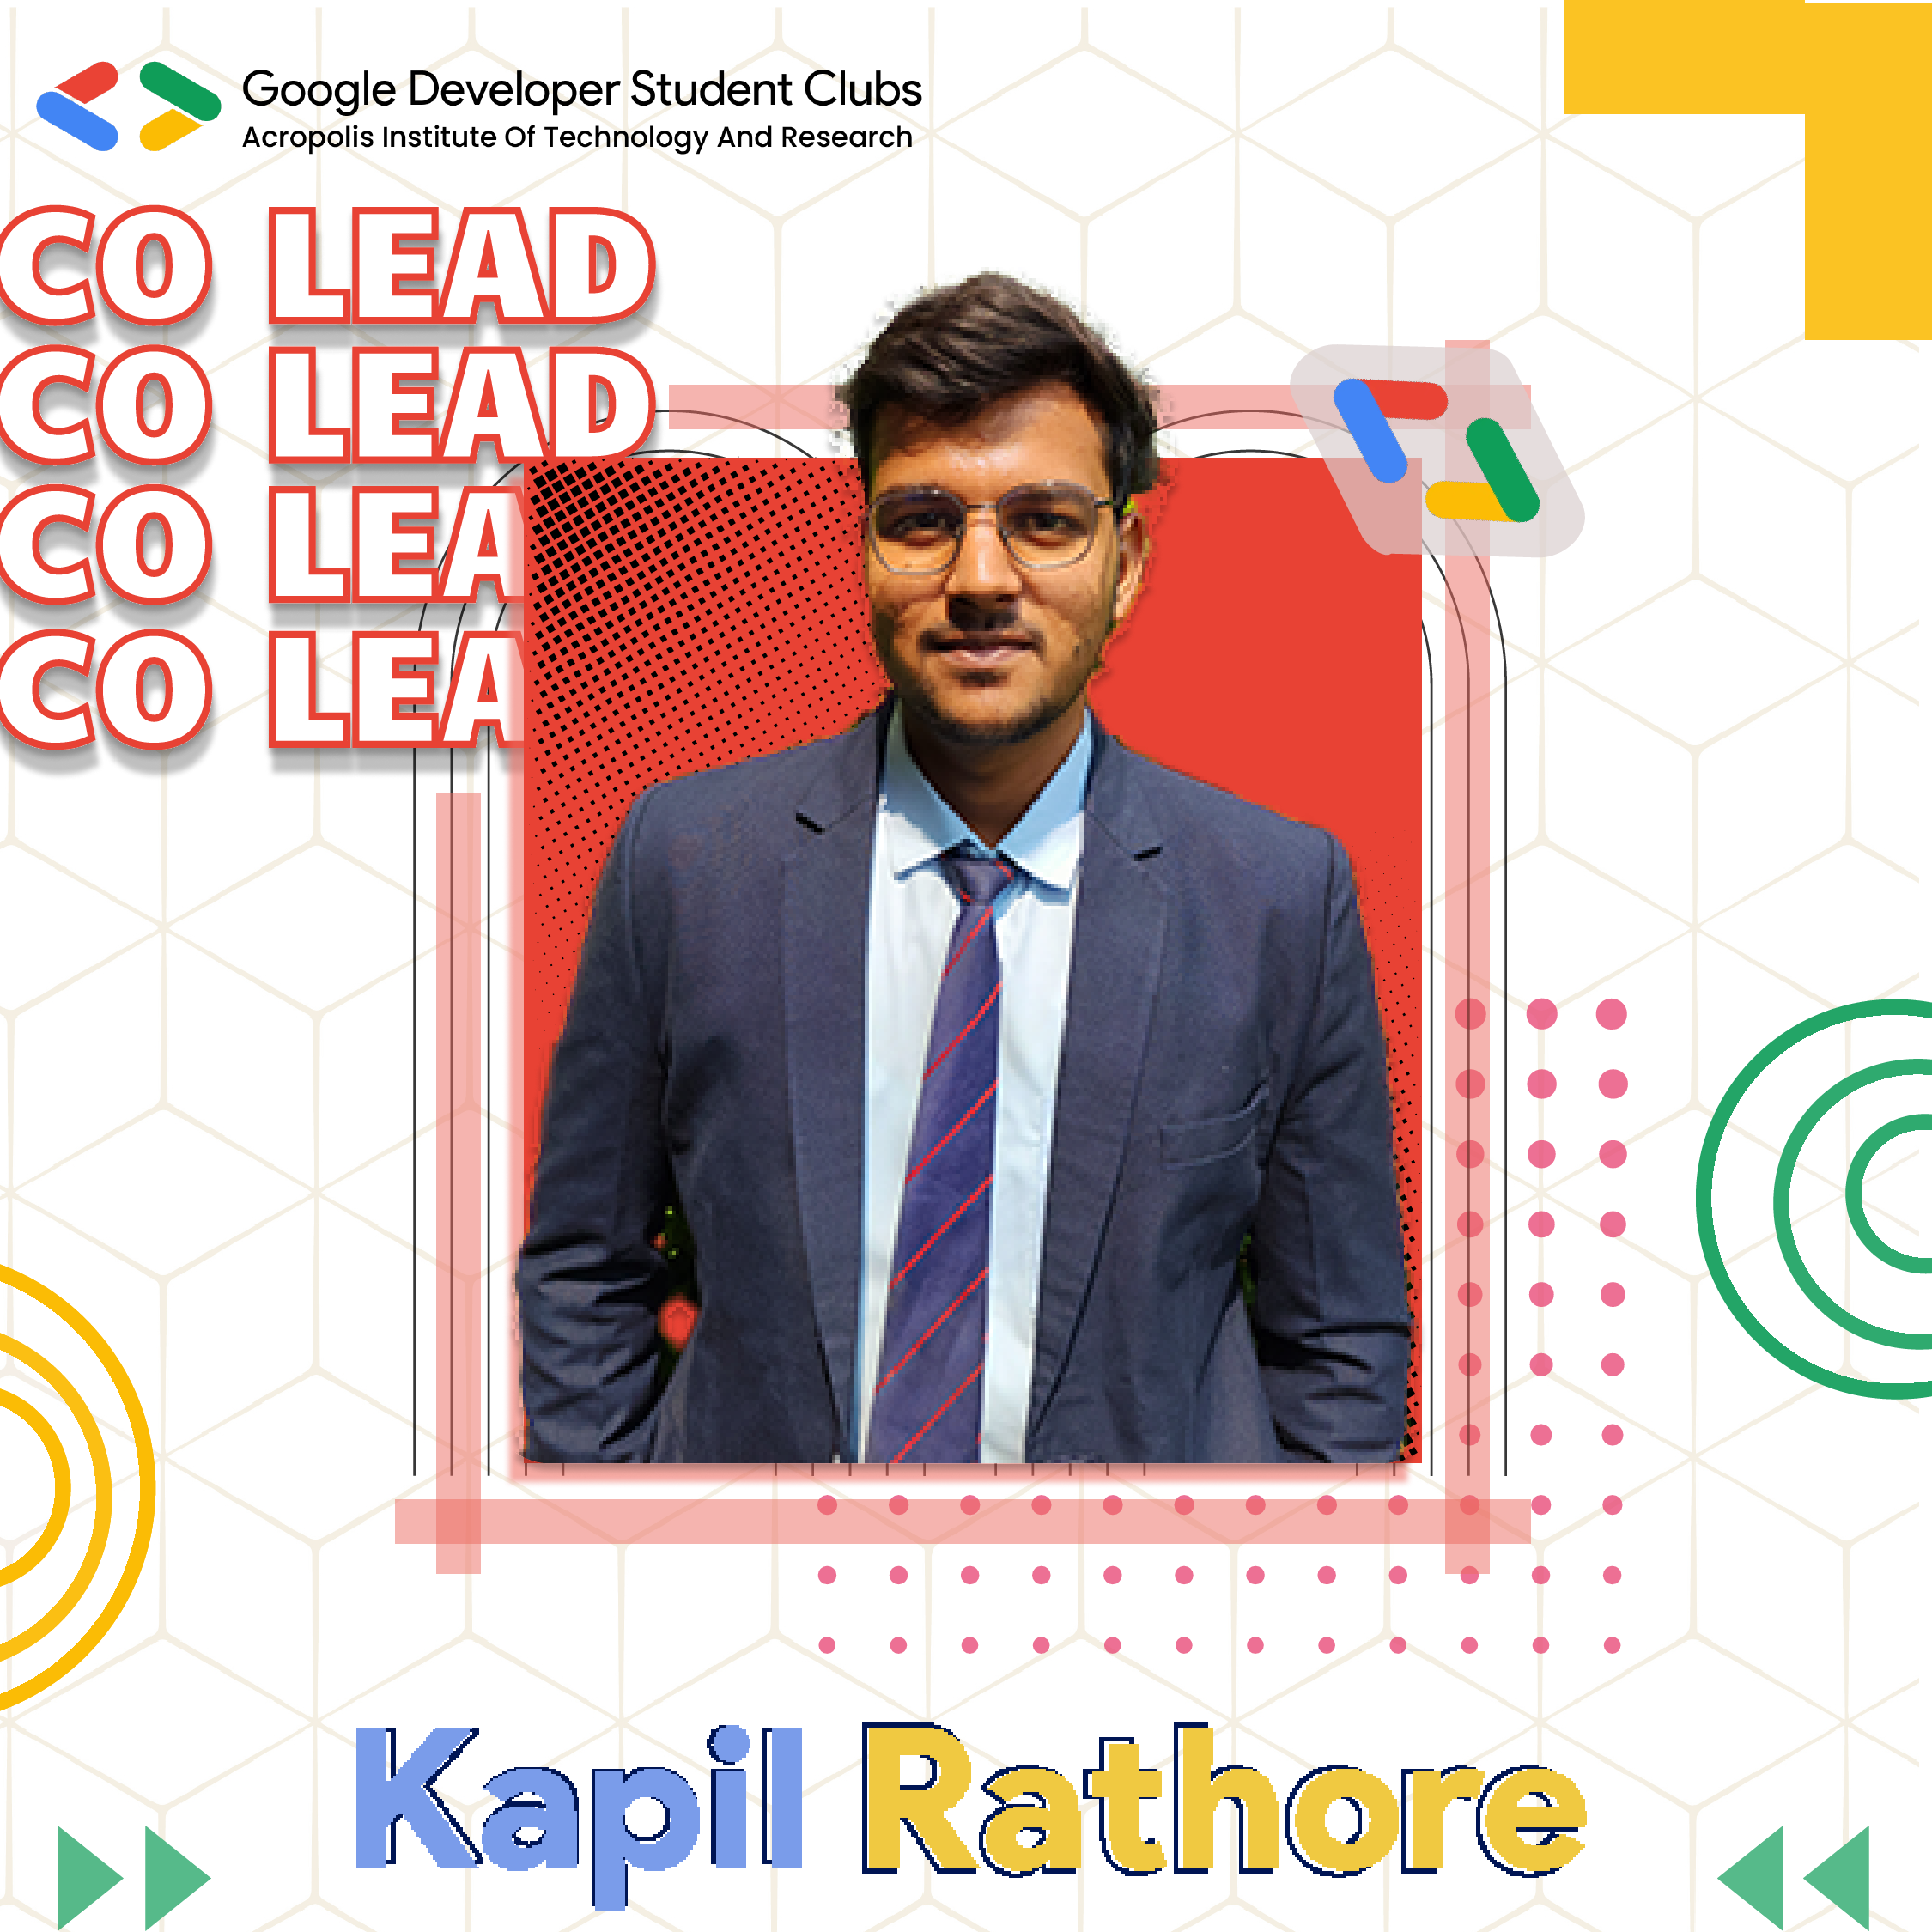 Google Developer Student Clubs
Acropolis Institute Of Technology And Research
CO LEAD
CO LEAD
CO LEA
CO LEA
Kapil Rathore